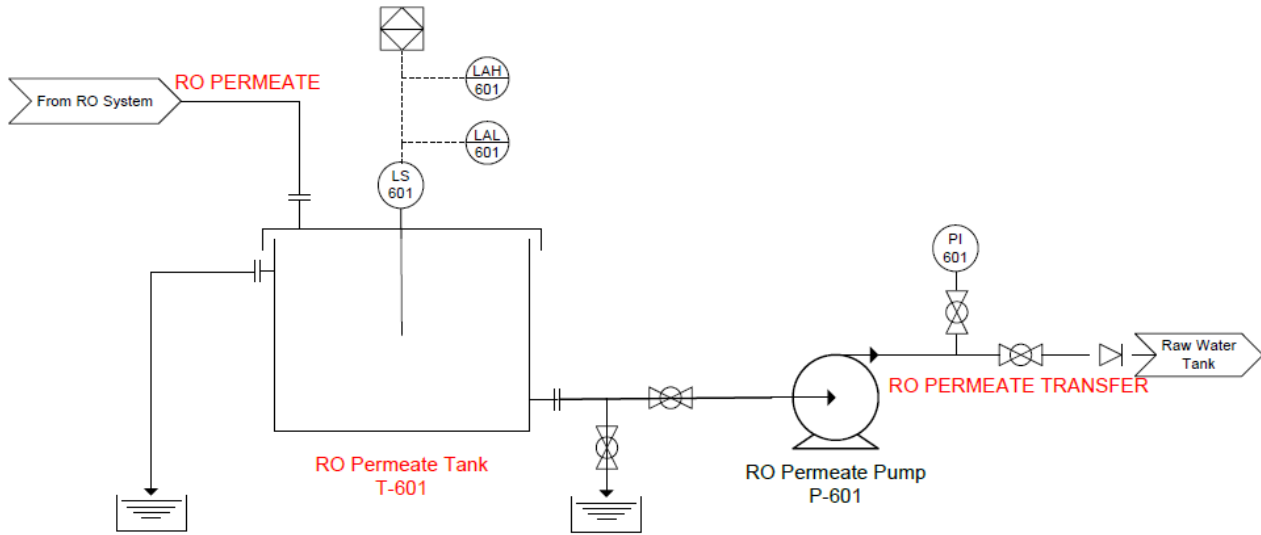 RO PERMEATE
From RO System
LAH
601
LAL
601
LS
601
PI
601
Raw Water
Tank
RO PERMEATE TRANSFER
RO Permeate Tank
T-601
RO Permeate Pump
P-601